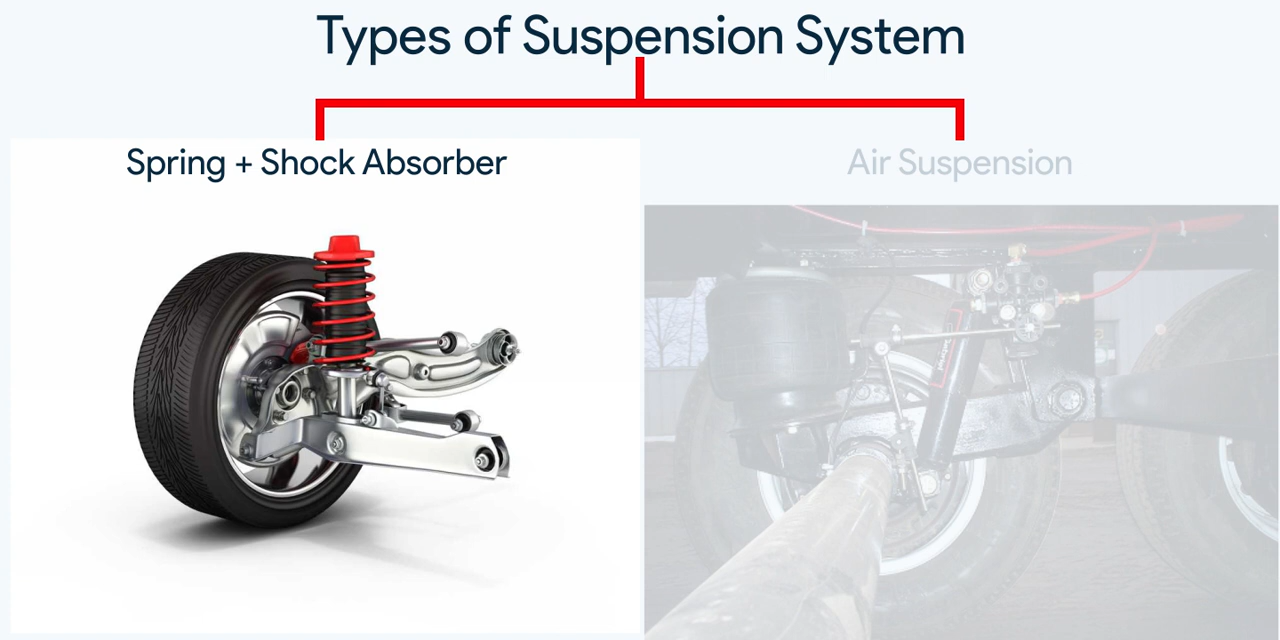 Types of Suspension System
Spring + Shock Absorber
Air Suspension